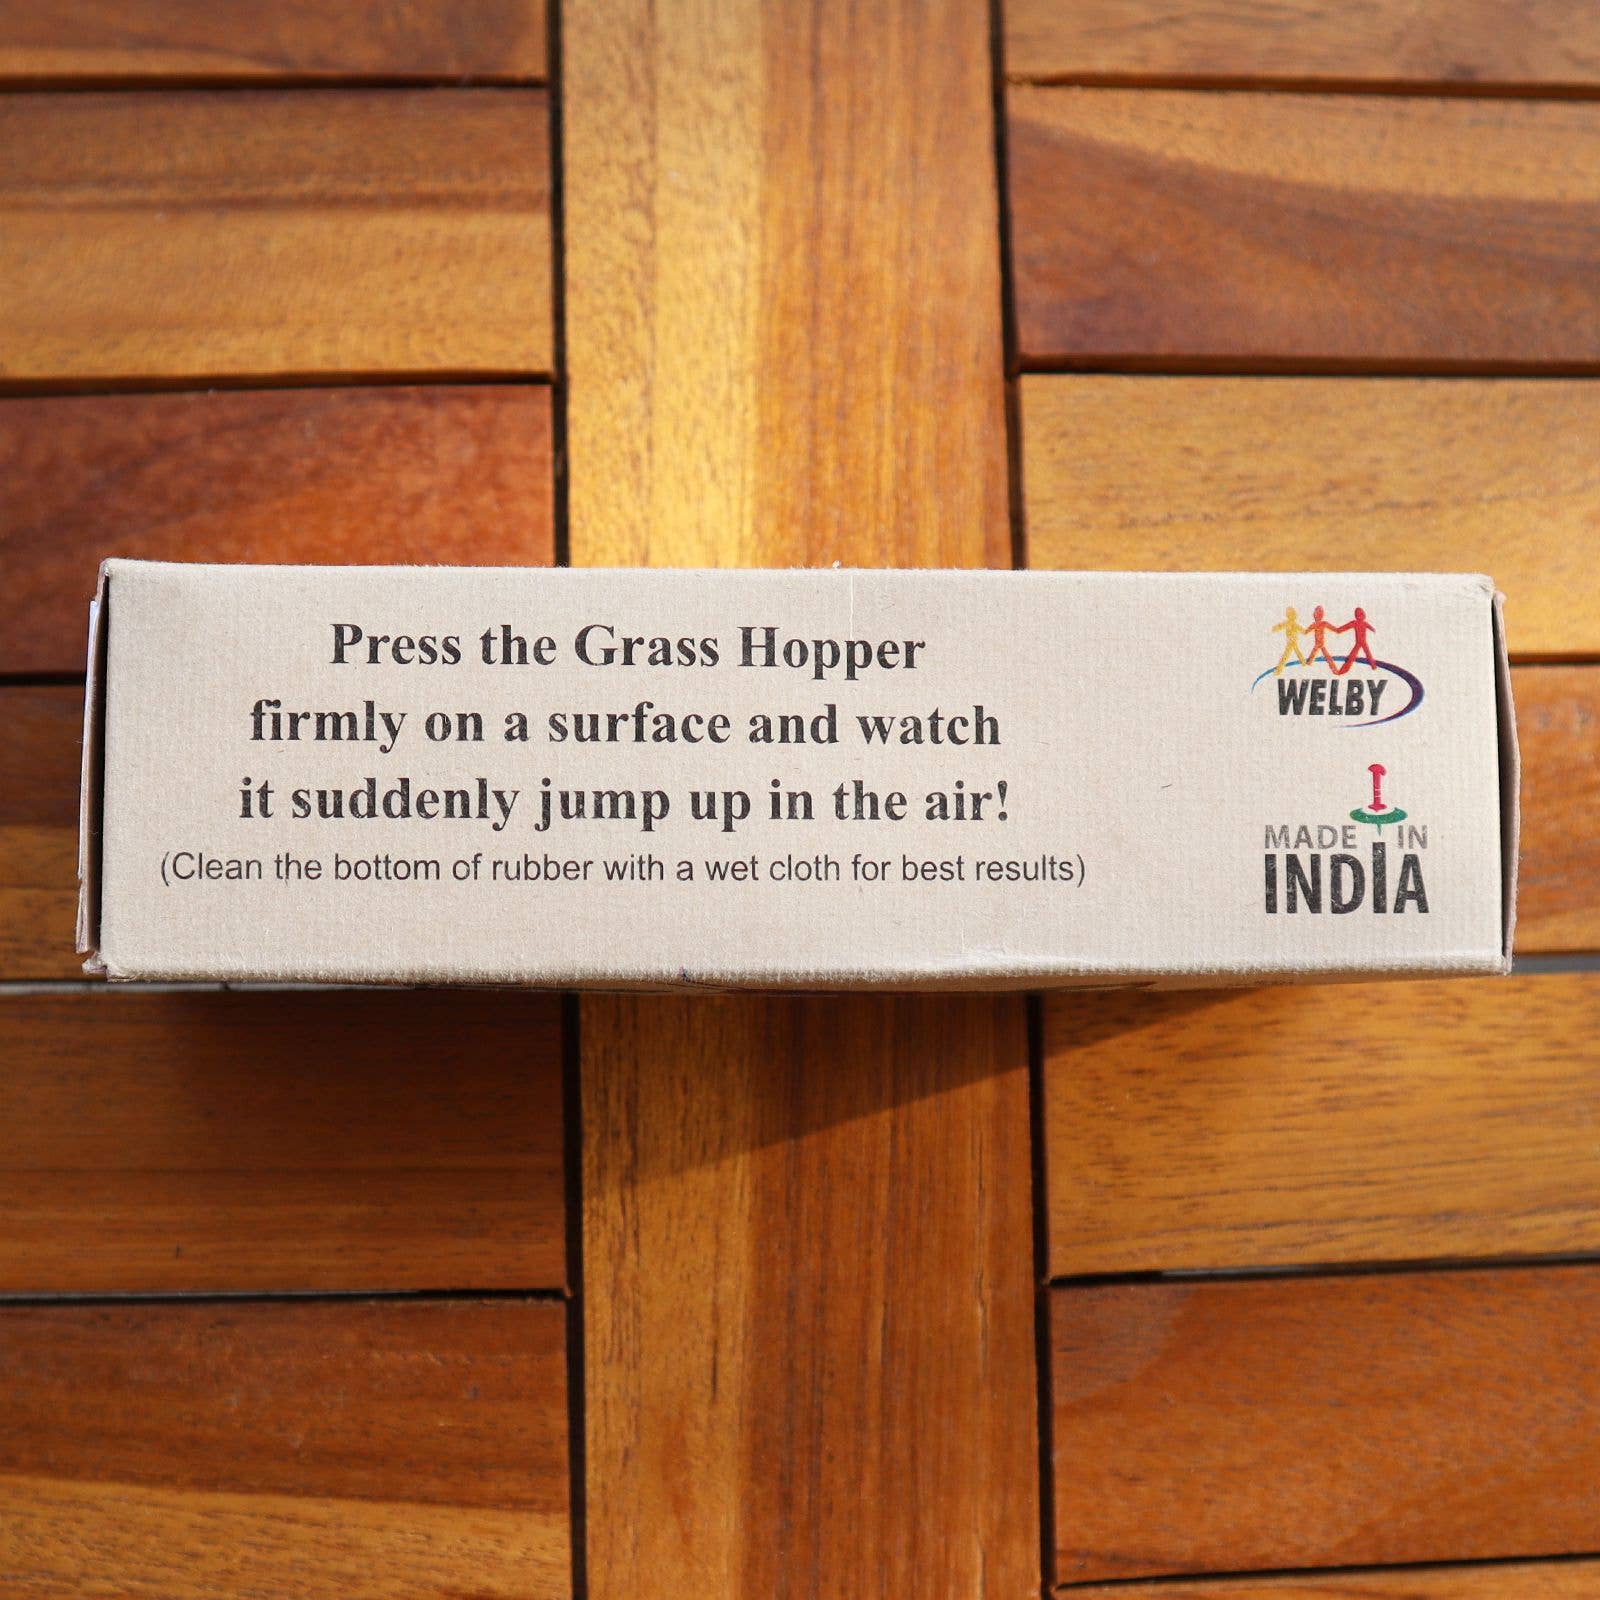 Press the Grass Hopper
firmly on a surface and watch
it suddenly jump up in the air!
(Clean the bottom of rubber with a wet cloth for best results)
WELBY
MADE IN
INDIA